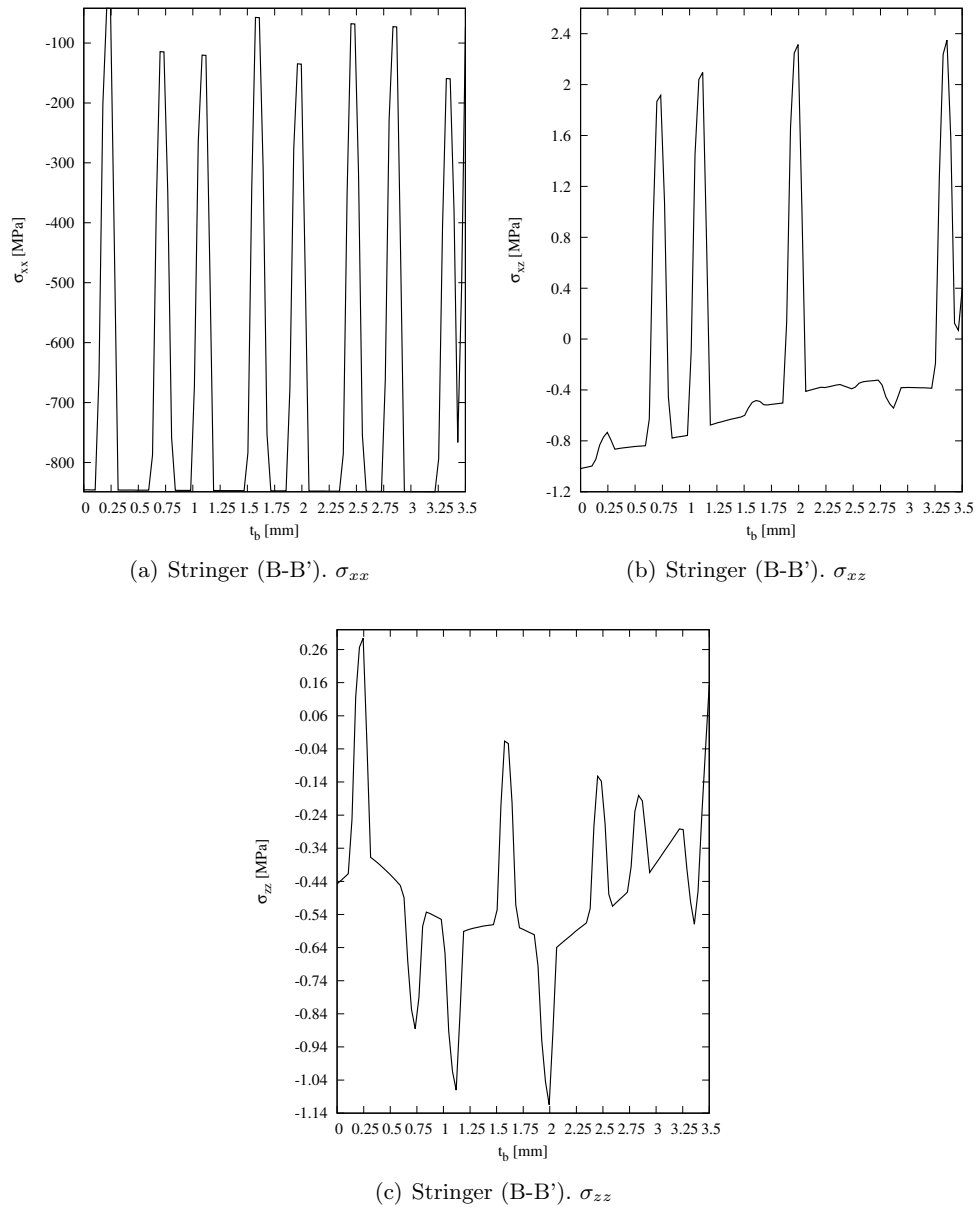 -100
-200
-300
-400
-500
-600
-700
-800
σxx [MPa]
0 0.25 0.5 0.75 1 1.25 1.5 1.75 2 2.25 2.5 2.75 3 3.25 3.5
tb [mm]
(a) Stringer (B-B’). σxx
2.4
2
1.6
1.2
0.8
0.4
0
-0.4
-0.8
-1.2
σxz [MPa]
0 0.25 0.5 0.75 1 1.25 1.5 1.75 2 2.25 2.5 2.75 3 3.25 3.5
tb [mm]
(b) Stringer (B-B’). σxz
0.26
0.16
0.06
-0.04
-0.14
-0.24
-0.34
-0.44
-0.54
-0.64
-0.74
-0.84
-0.94
-1.04
-1.14
σzz [MPa]
0 0.25 0.5 0.75 1 1.25 1.5 1.75 2 2.25 2.5 2.75 3 3.25 3.5
tb [mm]
(c) Stringer (B-B’). σzz